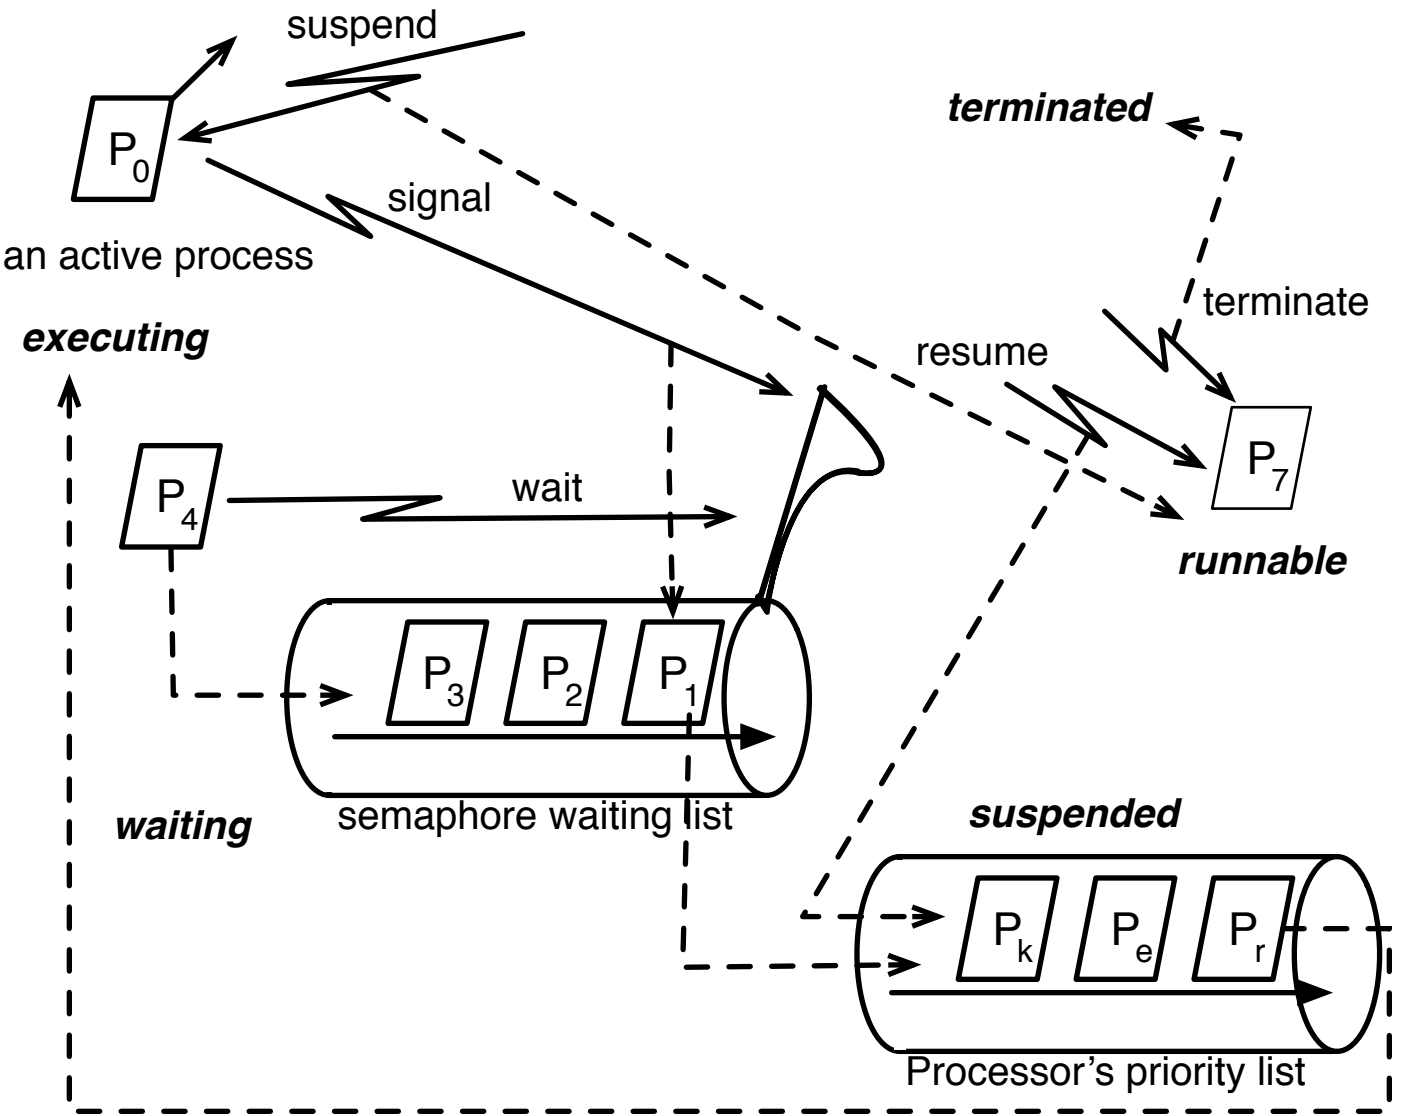 suspend
terminated
P0
signal
an active process
terminate
executing
resume
P7
P4
wait
runnable
P3 P2 P1
semaphore waiting list
suspended
waiting
Pk Pe Pr
Processor's priority list